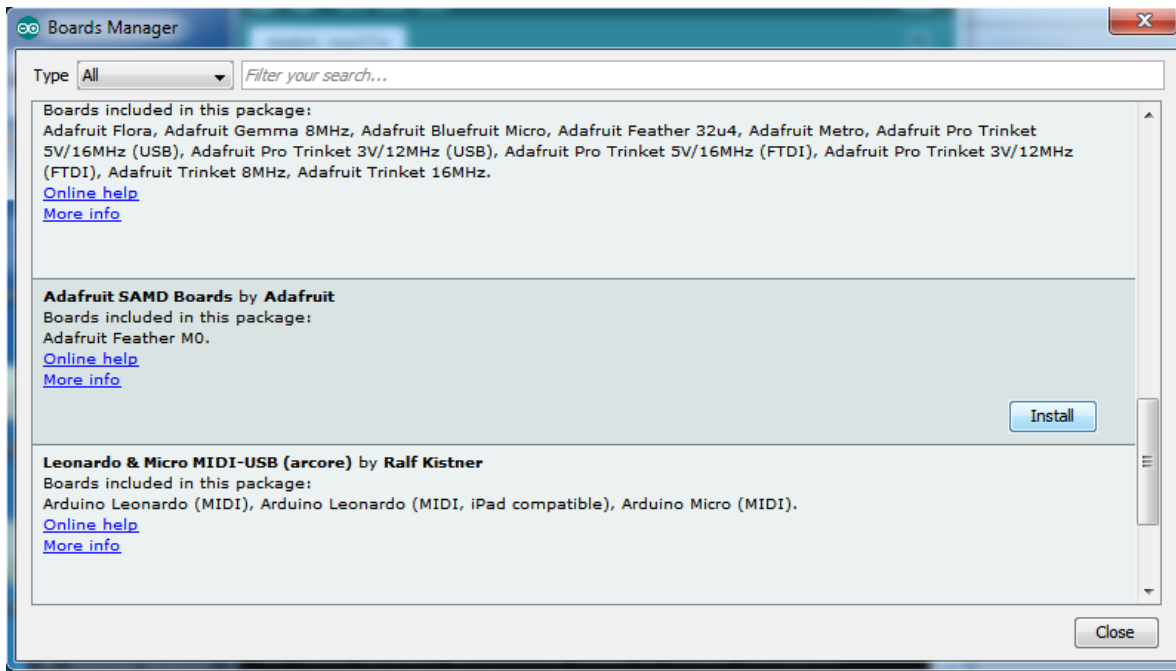 Boards Manager
Type All Filter your search...
Boards included in this package:
Adafruit Flora, Adafruit Gemma 8MHz, Adafruit Bluefruit Micro, Adafruit Feather 32u4, Adafruit Metro, Adafruit Pro Trinket
5V/16MHz (USB), Adafruit Pro Trinket 3V/12MHz (USB), Adafruit Pro Trinket 5V/16MHz (FTDI), Adafruit Pro Trinket 3V/12MHz
(FTDI), Adafruit Trinket 8MHz, Adafruit Trinket 16MHz.
Online help
More info
Adafruit SAMD Boards by Adafruit
Boards included in this package:
Adafruit Feather M0.
Online help
More info
Install
Leonardo & Micro MIDI-USB (arcore) by Ralf Kistner
Boards included in this package:
Arduino Leonardo (MIDI), Arduino Leonardo (MIDI, iPad compatible), Arduino Micro (MIDI).
Online help
More info
Close